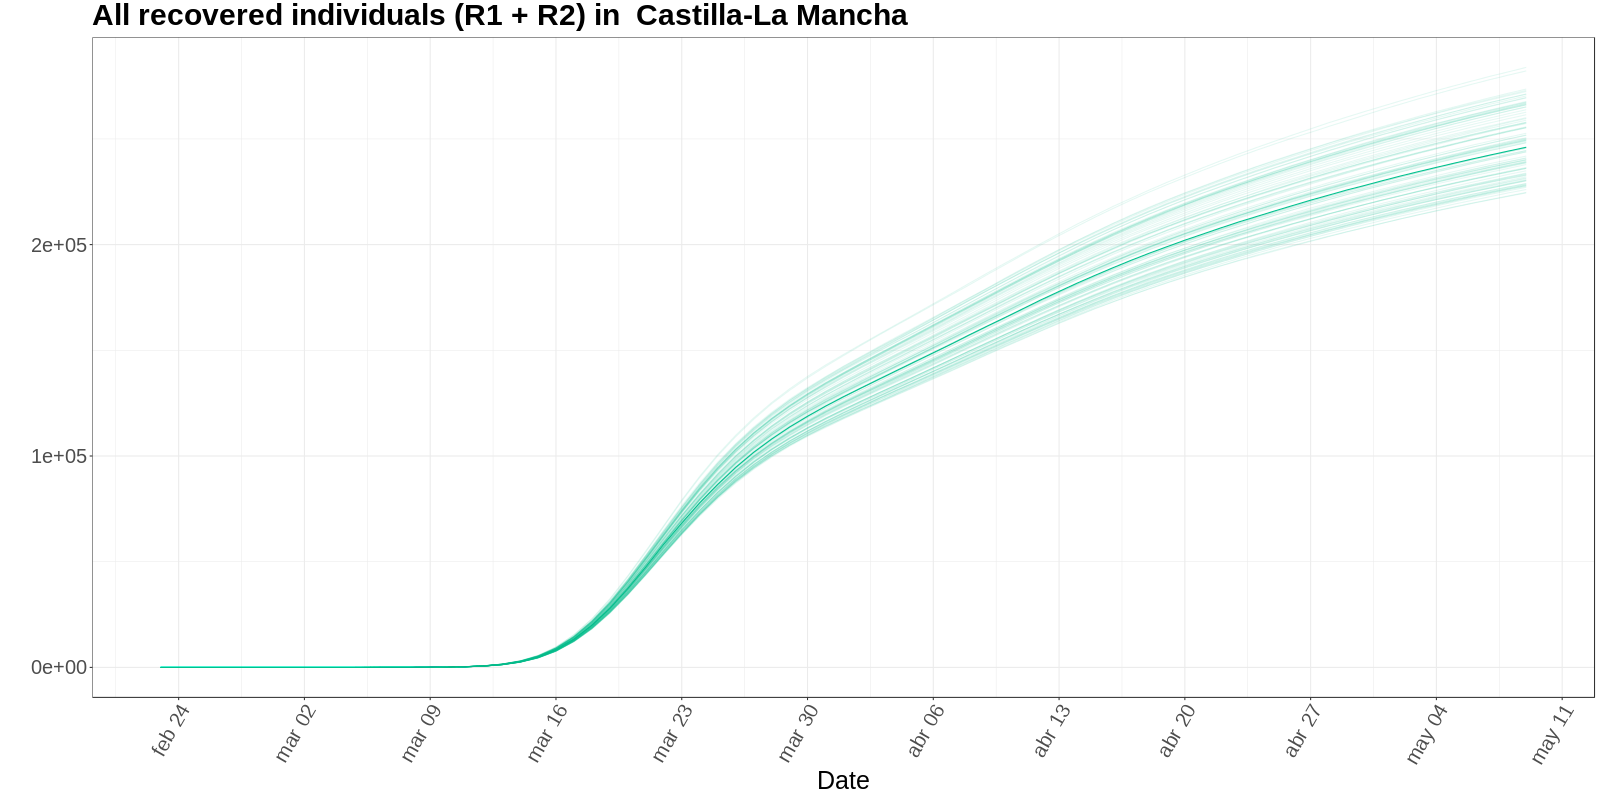 All recovered individuals (R1 + R2) in  Castilla-La Mancha
2e+05
1e+05
0e+00
feb 24
mar 02
mar 09
mar 16
mar 23
mar 30
abr 06
abr 13
abr 20
abr 27
may 04
may 11
Date